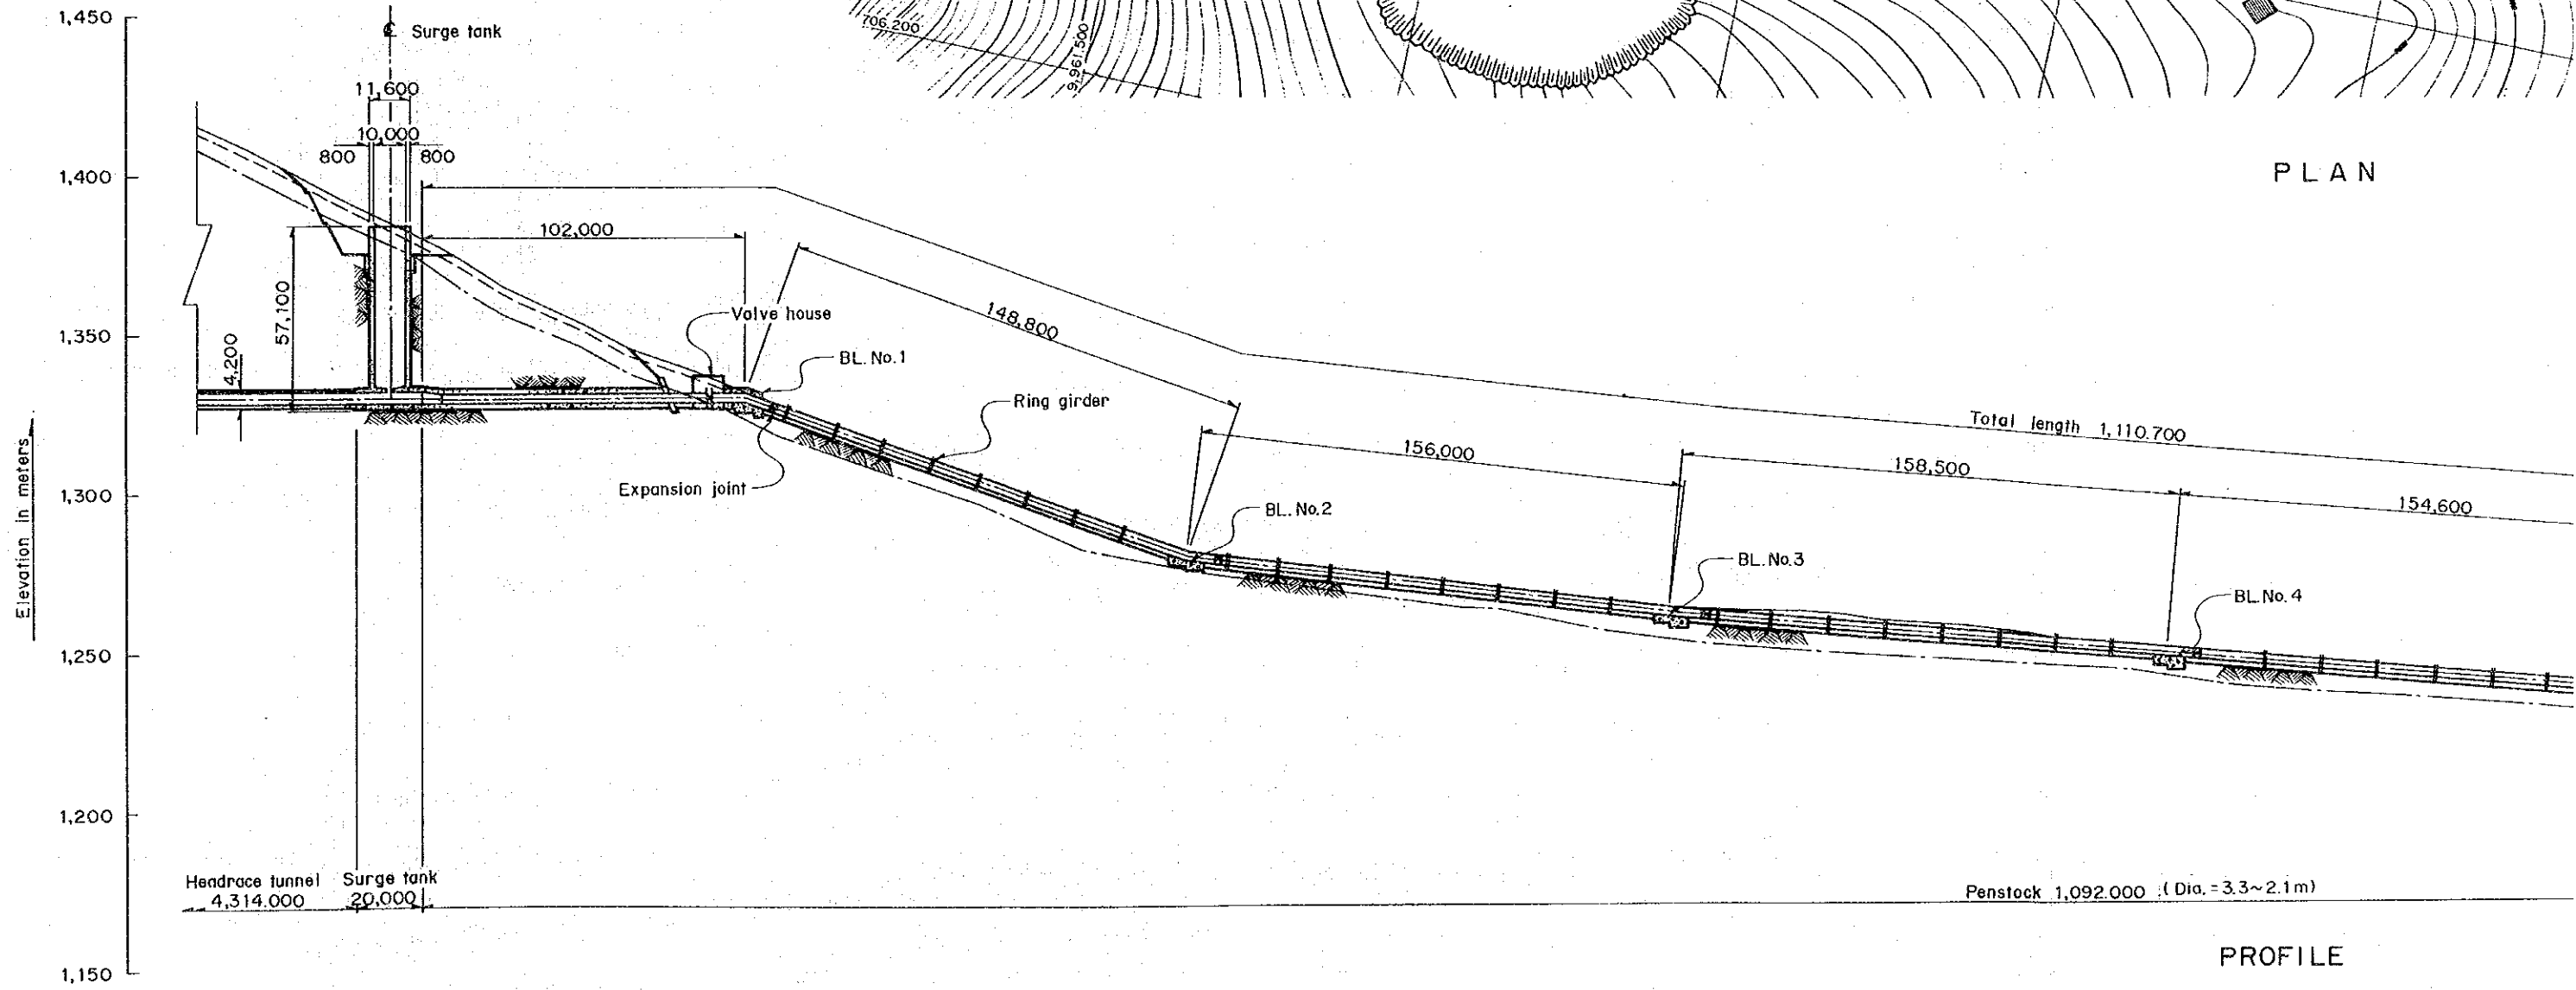 1,450
℄ Surge tank
706,200
9,961,500
11,600
10,000
800
800
1,400
PLAN
102,000
57,100
148,800
Valve house
1,350
4,200
BL. No. 1
Ring girder
Total length 1,110.700
156,000
158,500
1,300
Expansion joint
154,600
BL. No. 2
Elevation in meters
BL. No. 3
BL. No. 4
1,250
1,200
Headrace tunnel
Surge tank
4,314.000
20,000
Penstock 1,092.000 (Dia. = 3.3~2.1m)
PROFILE
1,150